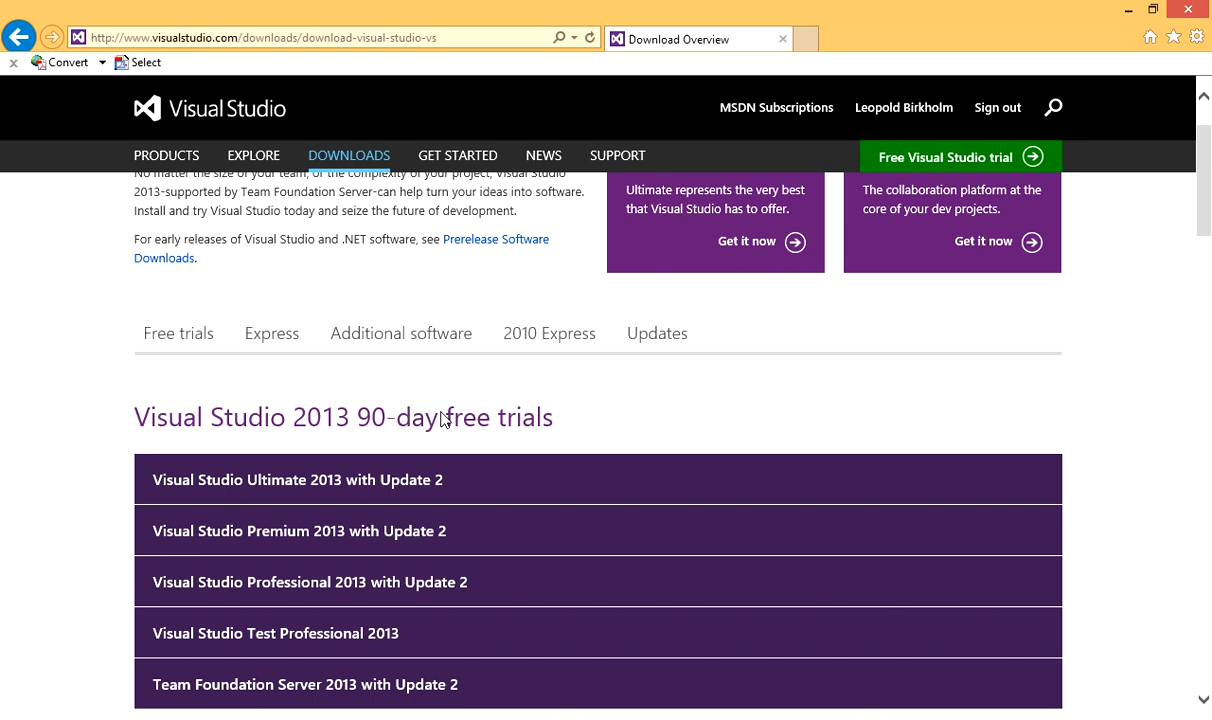 http://www.visualstudio.com/downloads/download-visual-studio-vs
Download Overview
x Convert Select
Visual Studio
MSDN Subscriptions Leopold Birkholm Sign out
PRODUCTS EXPLORE DOWNLOADS GET STARTED NEWS SUPPORT
Free Visual Studio trial
No matter the size of your team, or the complexity of your project, Visual Studio
2013-supported by Team Foundation Server-can help turn your ideas into software.
Install and try Visual Studio today and seize the future of development.
For early releases of Visual Studio and .NET software, see Prerelease Software
Downloads.
Ultimate represents the very best
that Visual Studio has to offer.
Get it now
The collaboration platform at the
core of your dev projects.
Get it now
Free trials Express Additional software 2010 Express Updates
Visual Studio 2013 90-day free trials
Visual Studio Ultimate 2013 with Update 2
Visual Studio Premium 2013 with Update 2
Visual Studio Professional 2013 with Update 2
Visual Studio Test Professional 2013
Team Foundation Server 2013 with Update 2